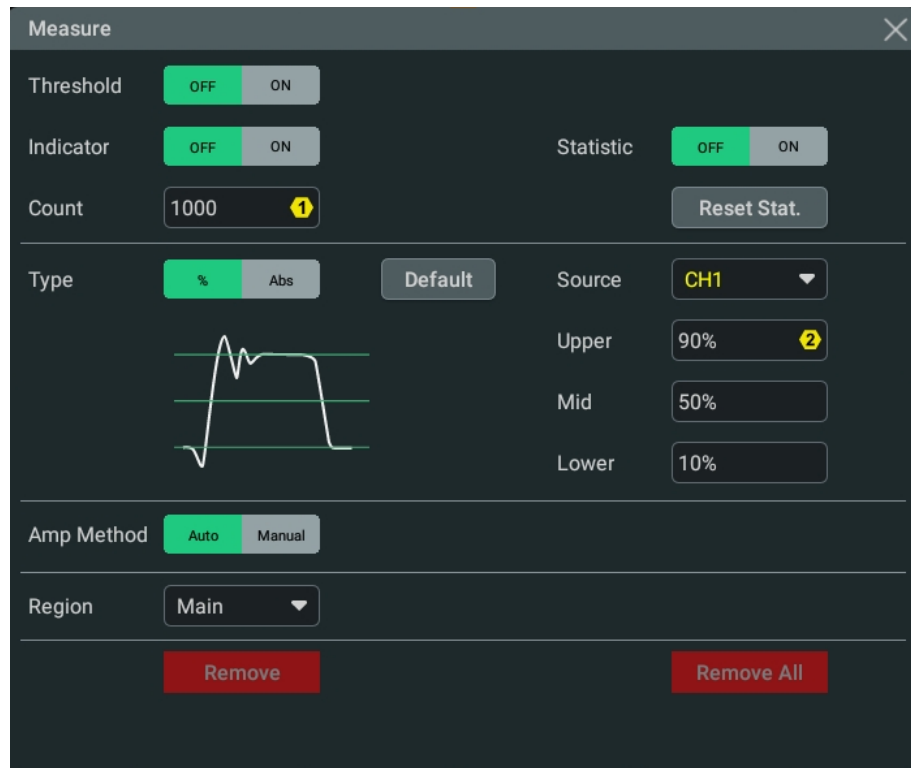 Measure
Threshold OFF ON
Indicator OFF ON Statistic OFF ON
Count 1000 1 Reset Stat.
Type % Abs Default Source CH1
Upper 90% 2
Mid 50%
Lower 10%
Amp Method Auto Manual
Region Main
Remove Remove All